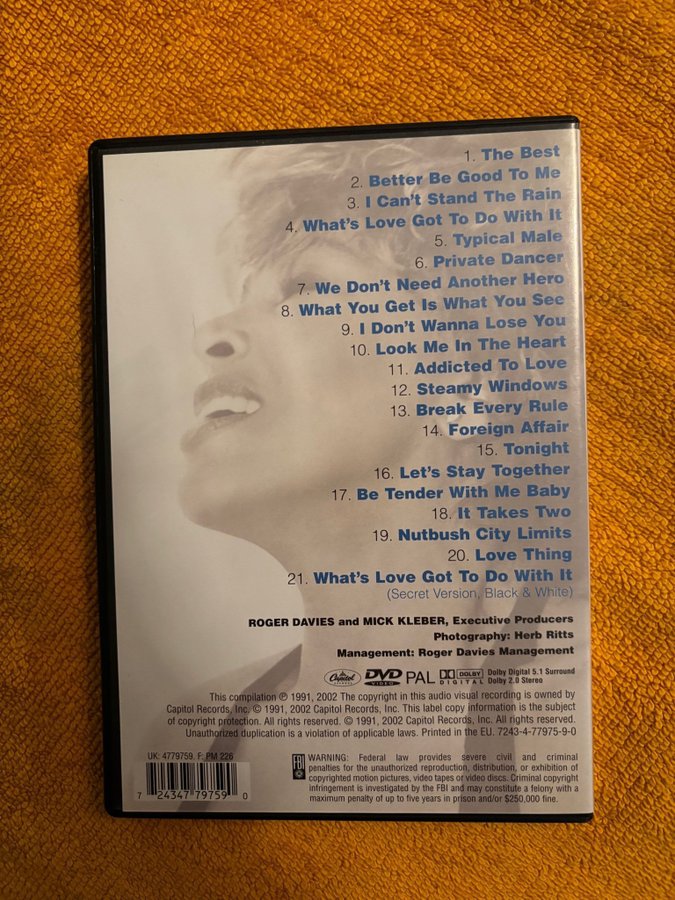 1. The Best
2. Better Be Good To Me
3. I Can't Stand The Rain
4. What's Love Got To Do With It
5. Typical Male
6. Private Dancer
7. We Don't Need Another Hero
8. What You Get Is What You See
9. I Don't Wanna Lose You
10. Look Me In The Heart
11. Addicted To Love
12. Steamy Windows
13. Break Every Rule
14. Foreign Affair
15. Tonight
16. Let's Stay Together
17. Be Tender With Me Baby
18. It Takes Two
19. Nutbush City Limits
20. Love Thing
21. What's Love Got To Do With It
(Secret Version, Black & White)
ROGER DAVIES and MICK KLEBER, Executive Producers
Photography: Herb Ritts
Management: Roger Davies Management
Capitol DVD VIDEO PAL DOLBY DIGITAL Dolby Digital 5.1 Surround
Dolby 2.0 Stereo
This compilation ℗ 1991, 2002 The copyright in this audio visual recording is owned by
Capitol Records, Inc. © 1991, 2002 Capitol Records, Inc. This label copy information is the subject
of copyright protection. All rights reserved. © 1991, 2002 Capitol Records, Inc. All rights reserved.
Unauthorized duplication is a violation of applicable laws. Printed in the EU. 7243-4-77975-9-0
UK: 4779759 F: PM 226
7 24347 79759 0
FBI
WARNING: Federal law provides severe civil and criminal
penalties for the unauthorized reproduction, distribution, or exhibition of
copyrighted motion pictures, video tapes or video discs. Criminal copyright
infringement is investigated by the FBI and may constitute a felony with a
maximum penalty of up to five years in prison and/or $250,000 fine.